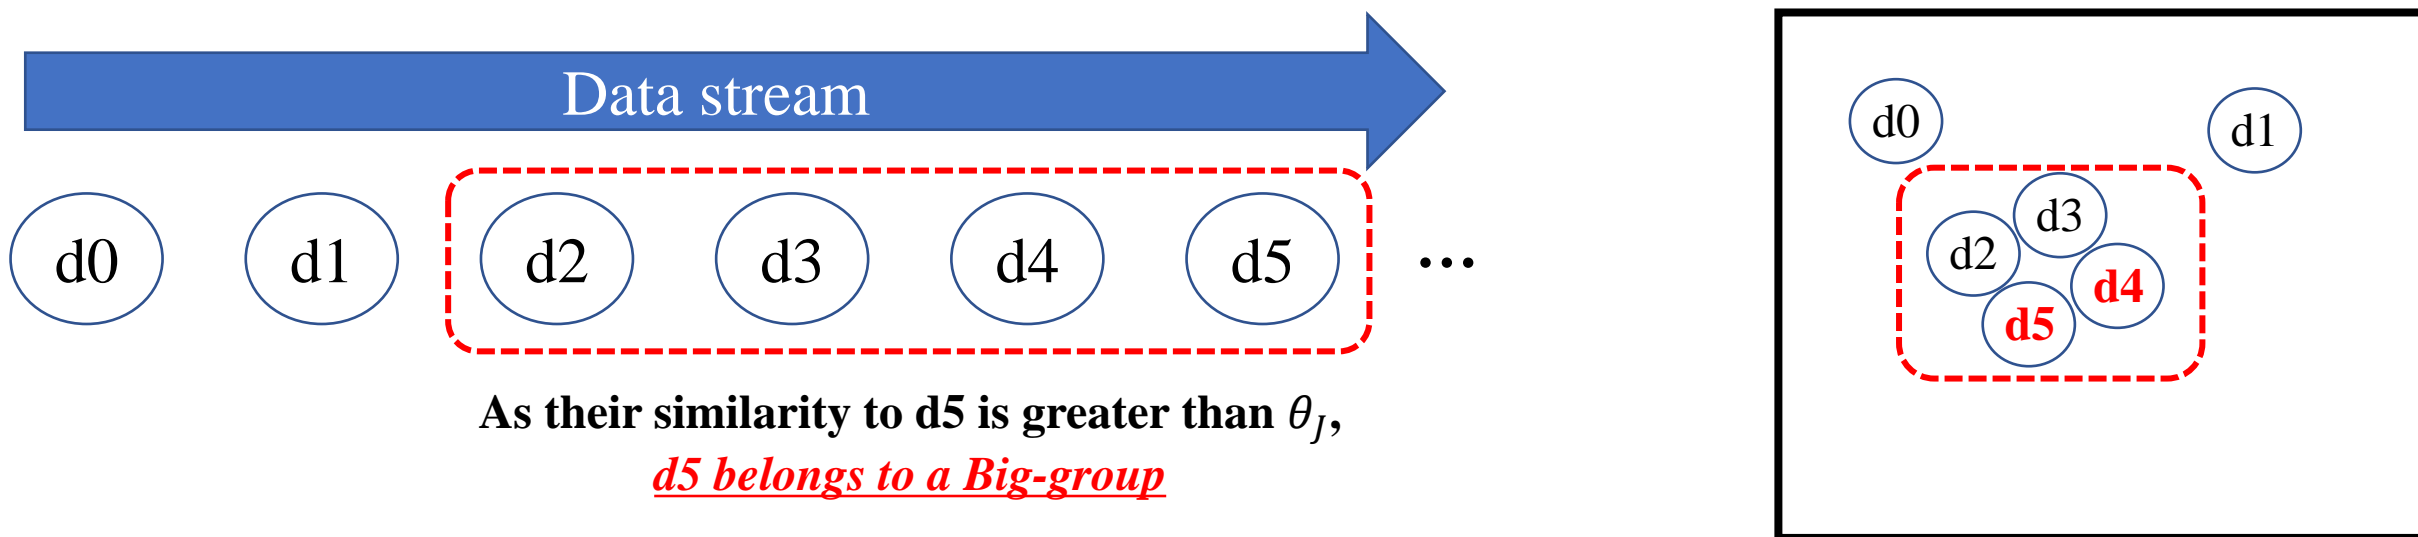 Data stream
d0 d1 d2 d3 d4 d5 ...
As their similarity to d5 is greater than θ_J,
d5 belongs to a Big-group
d0
d1
d3
d2
d4
d5